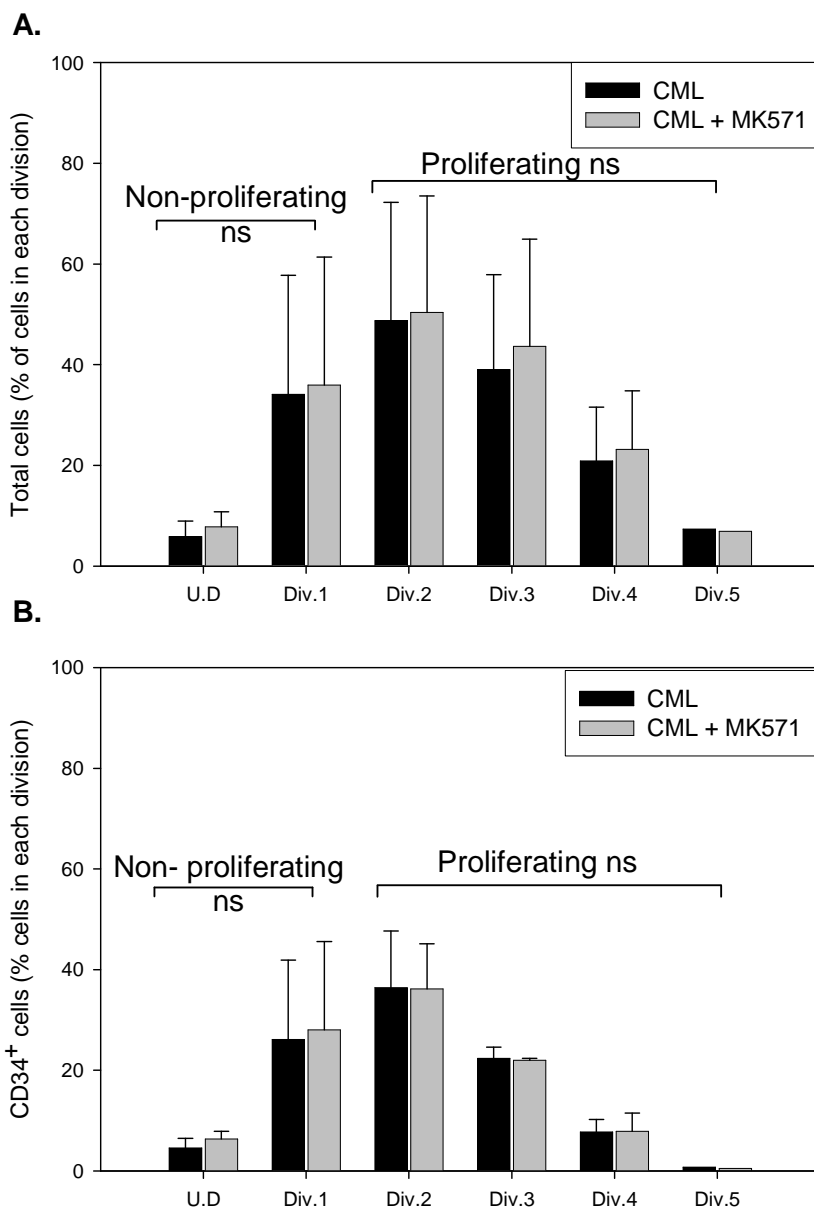 A.
Total cells (% of cells in each division)
100
80
60
40
20
0
CML
CML + MK571
Non-proliferating
ns
Proliferating ns
U.D
Div.1
Div.2
Div.3
Div.4
Div.5
B.
CD34+ cells (% cells in each division)
100
80
60
40
20
0
CML
CML + MK571
Non- proliferating
ns
Proliferating ns
U.D
Div.1
Div.2
Div.3
Div.4
Div.5